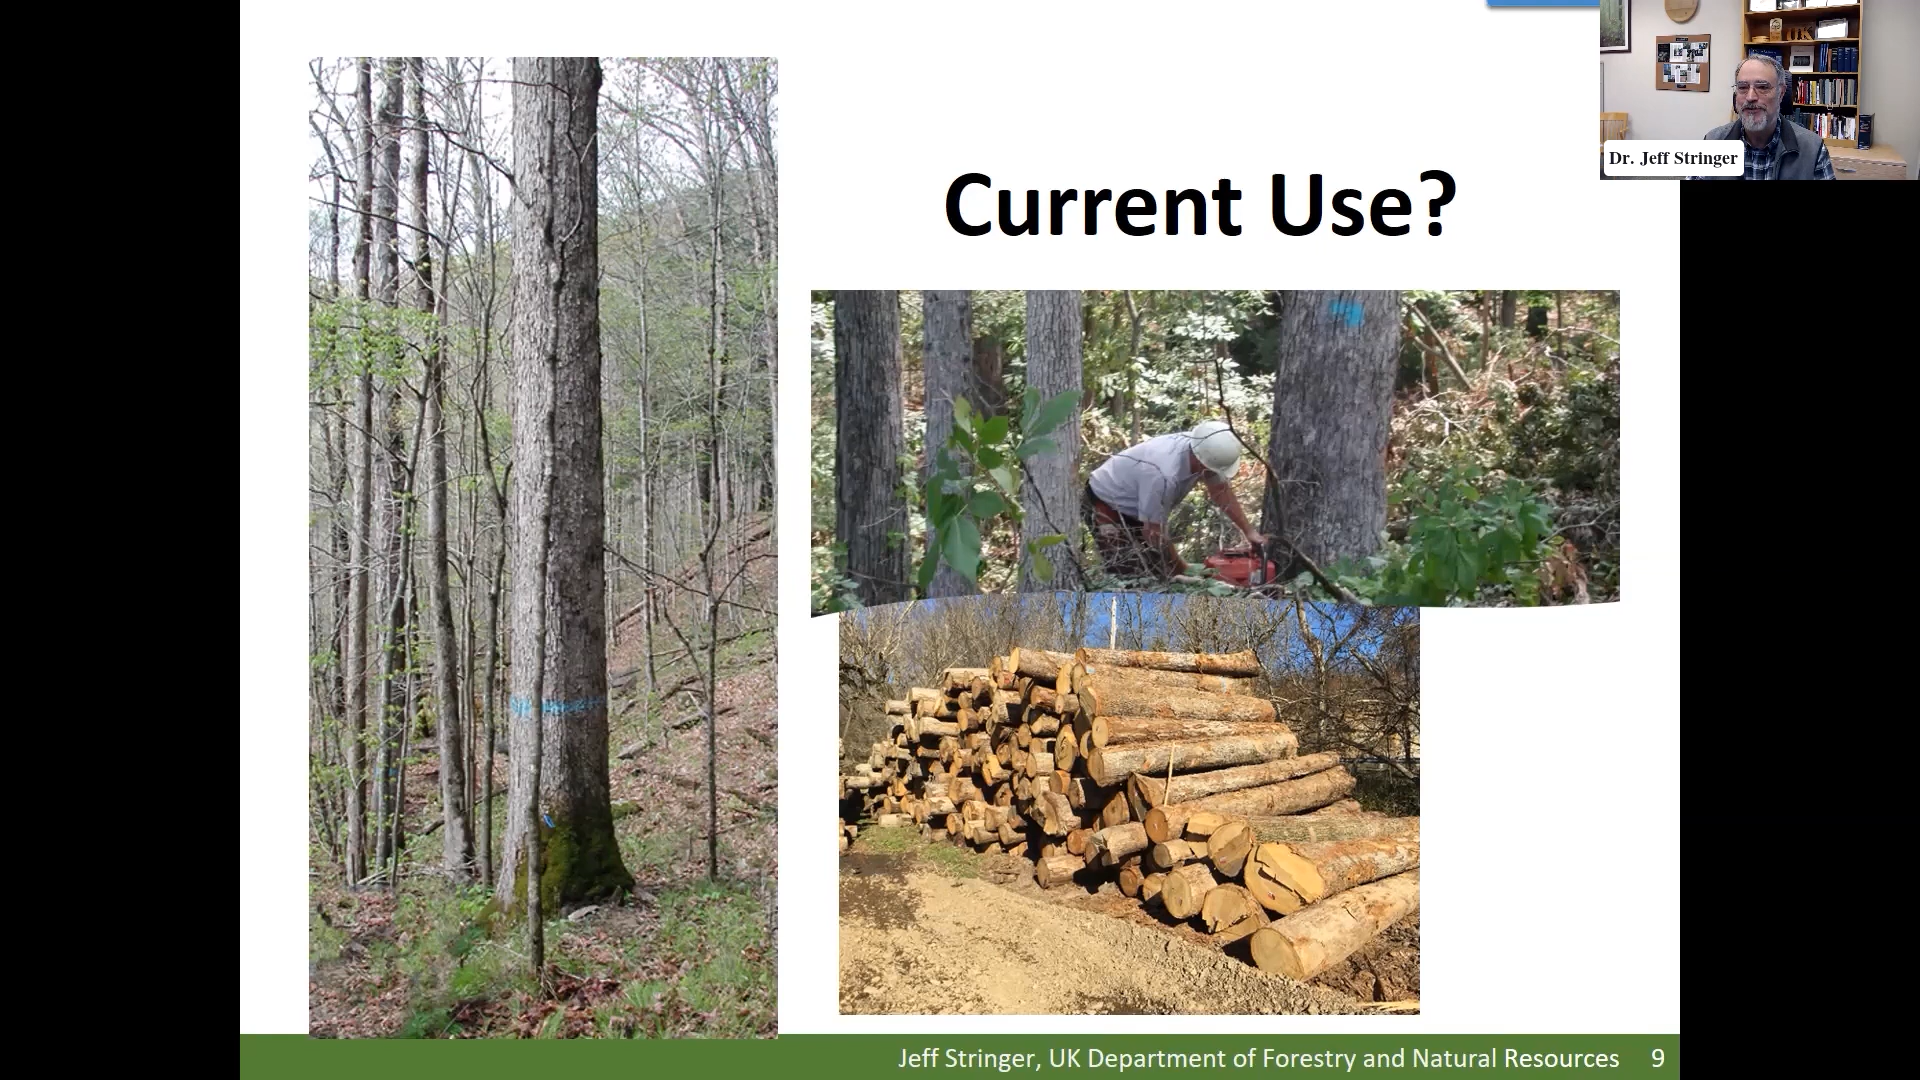 Dr. Jeff Stringer
Current Use?
Jeff Stringer, UK Department of Forestry and Natural Resources 9